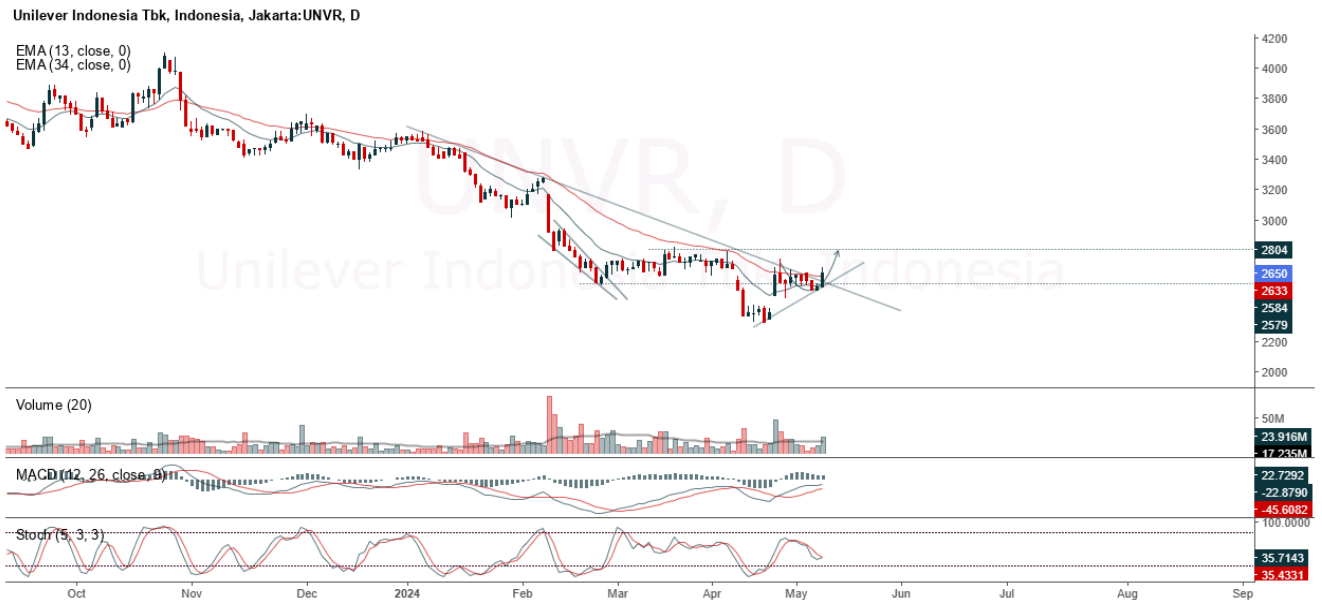 Unilever Indonesia Tbk, Indonesia, Jakarta:UNVR, D
EMA (13, close, 0)
EMA (34, close, 0)
UNVR, D
Unilever Indonesia Tbk, Indonesia
4200
4000
3800
3600
3400
3200
3000
2804
2650
2633
2584
2579
2200
2000
Volume (20)
50M
23.916M
17.235M
MACD (12, 26, close, 9)
22.7292
-22.8790
-45.6082
Stoch (5, 3, 3)
100.0000
35.7143
35.4331
Oct Nov Dec 2024 Feb Mar Apr May Jun Jul Aug Sep